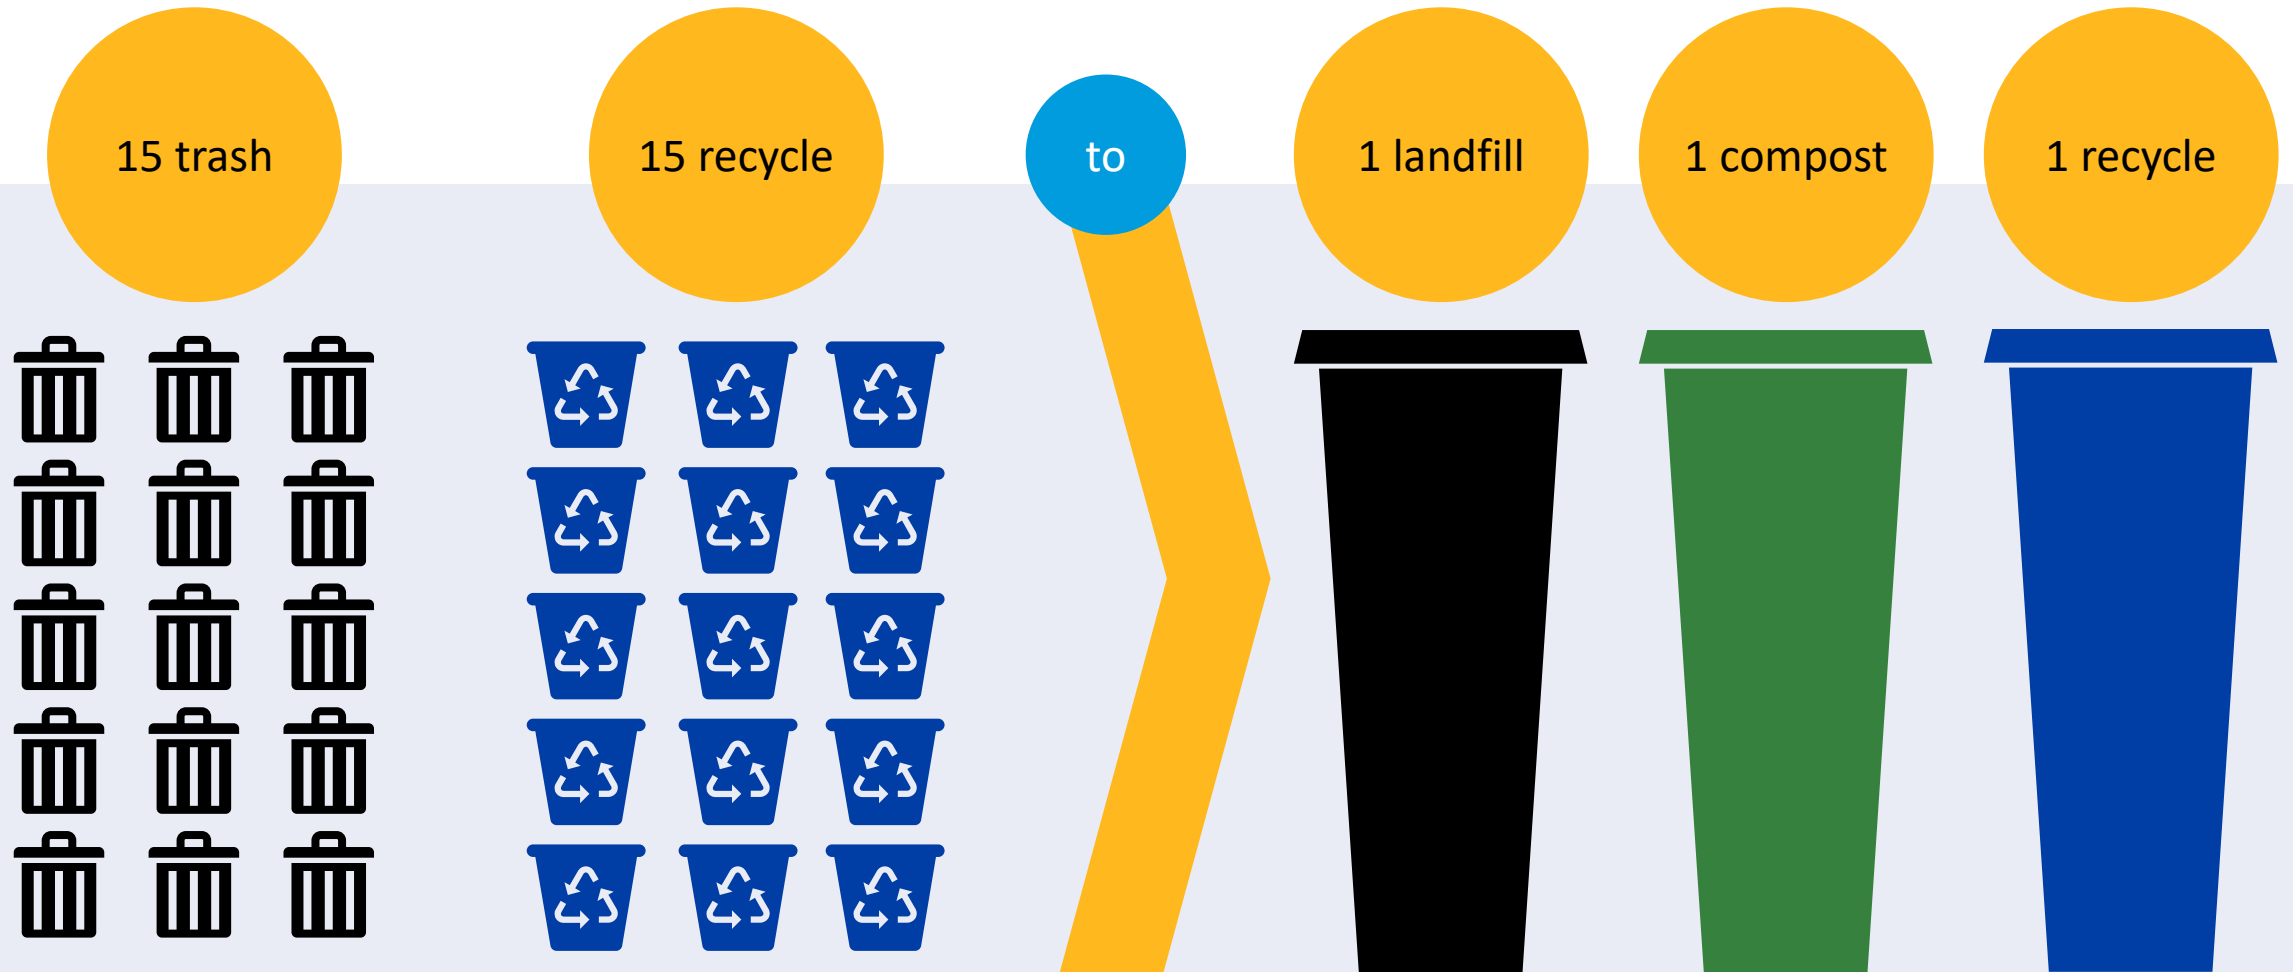 15 trash
15 recycle
to
1 landfill
1 compost
1 recycle